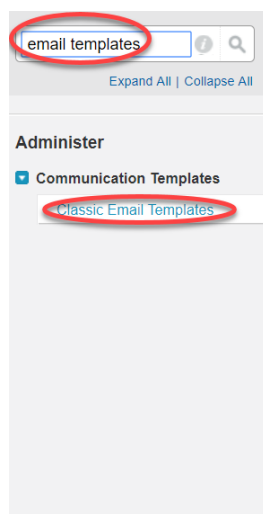 email templates
Expand All | Collapse All
Administer
Communication Templates
Classic Email Templates